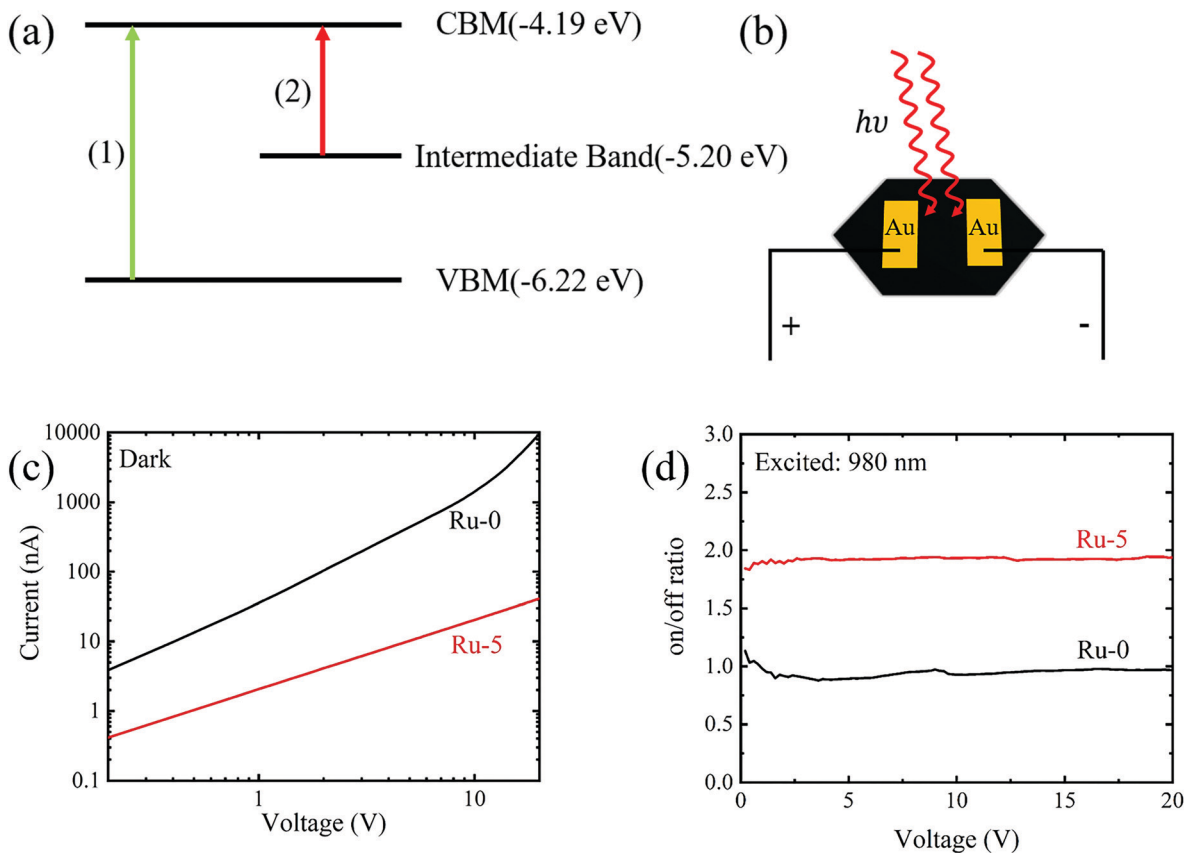 (a)
CBM(-4.19 eV)
(1)
(2)
Intermediate Band(-5.20 eV)
VBM(-6.22 eV)
(b)
hυ
Au
Au
+
-
(c)
Dark
Ru-0
Ru-5
Current (nA)
10000
1000
100
10
1
0.1
1
10
Voltage (V)
(d)
Excited: 980 nm
Ru-5
Ru-0
on/off ratio
3.0
2.5
2.0
1.5
1.0
0.5
0.0
0
5
10
15
20
Voltage (V)